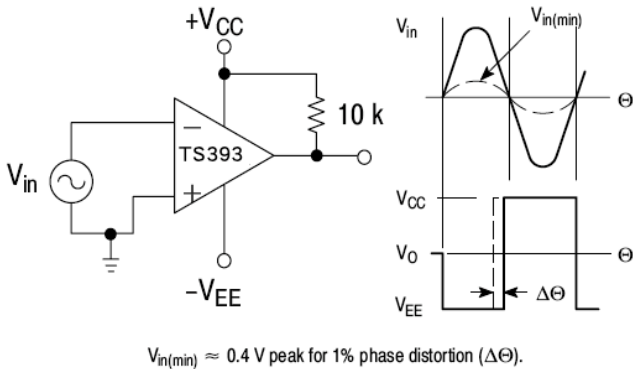 +VCC
10 k
−
TS393
+
Vin
−VEE
Vin
Vin(min)
Θ
VCC
VO
Θ
VEE
ΔΘ
Vin(min) ≈ 0.4 V peak for 1% phase distortion (ΔΘ).